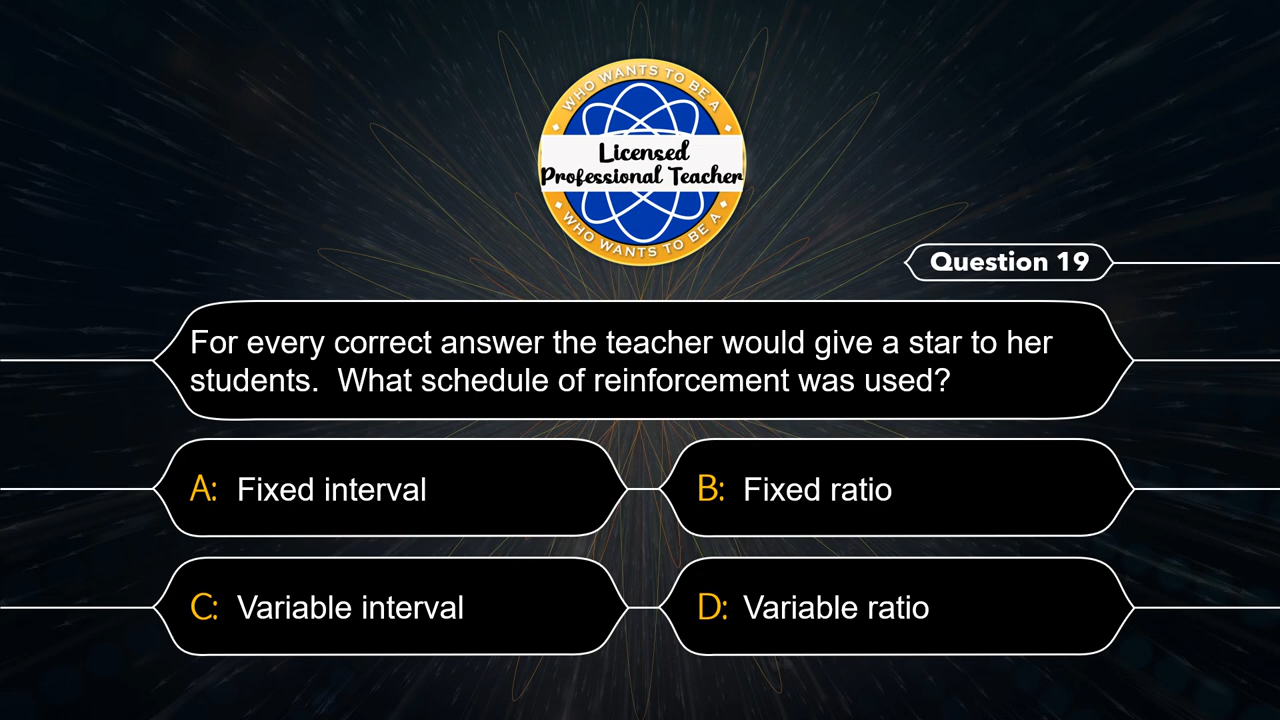 WHO WANTS TO BE A
Licensed
Professional Teacher
WHO WANTS TO BE A
Question 19
For every correct answer the teacher would give a star to her
students.  What schedule of reinforcement was used?
A: Fixed interval
B: Fixed ratio
C: Variable interval
D: Variable ratio